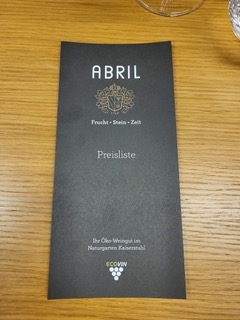 ABRIL
Frucht • Stein • Zeit
Preisliste
Ihr Öko-Weingut im
Naturgarten Kaiserstuhl
ECOVIN